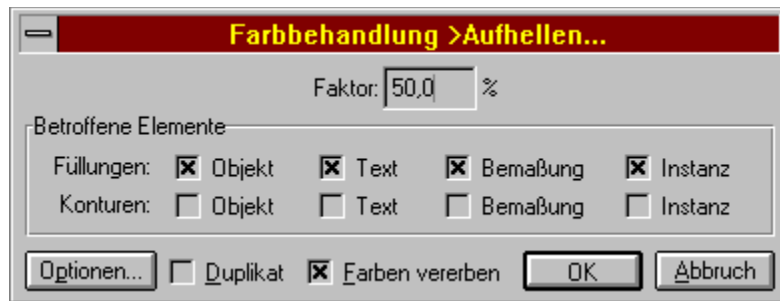 Farbbehandlung >Aufhellen...
Faktor: 50,0 %
Betroffene Elemente
Füllungen: Objekt Text Bemaßung Instanz
Konturen: Objekt Text Bemaßung Instanz
Optionen... Duplikat Farben vererben OK Abbruch